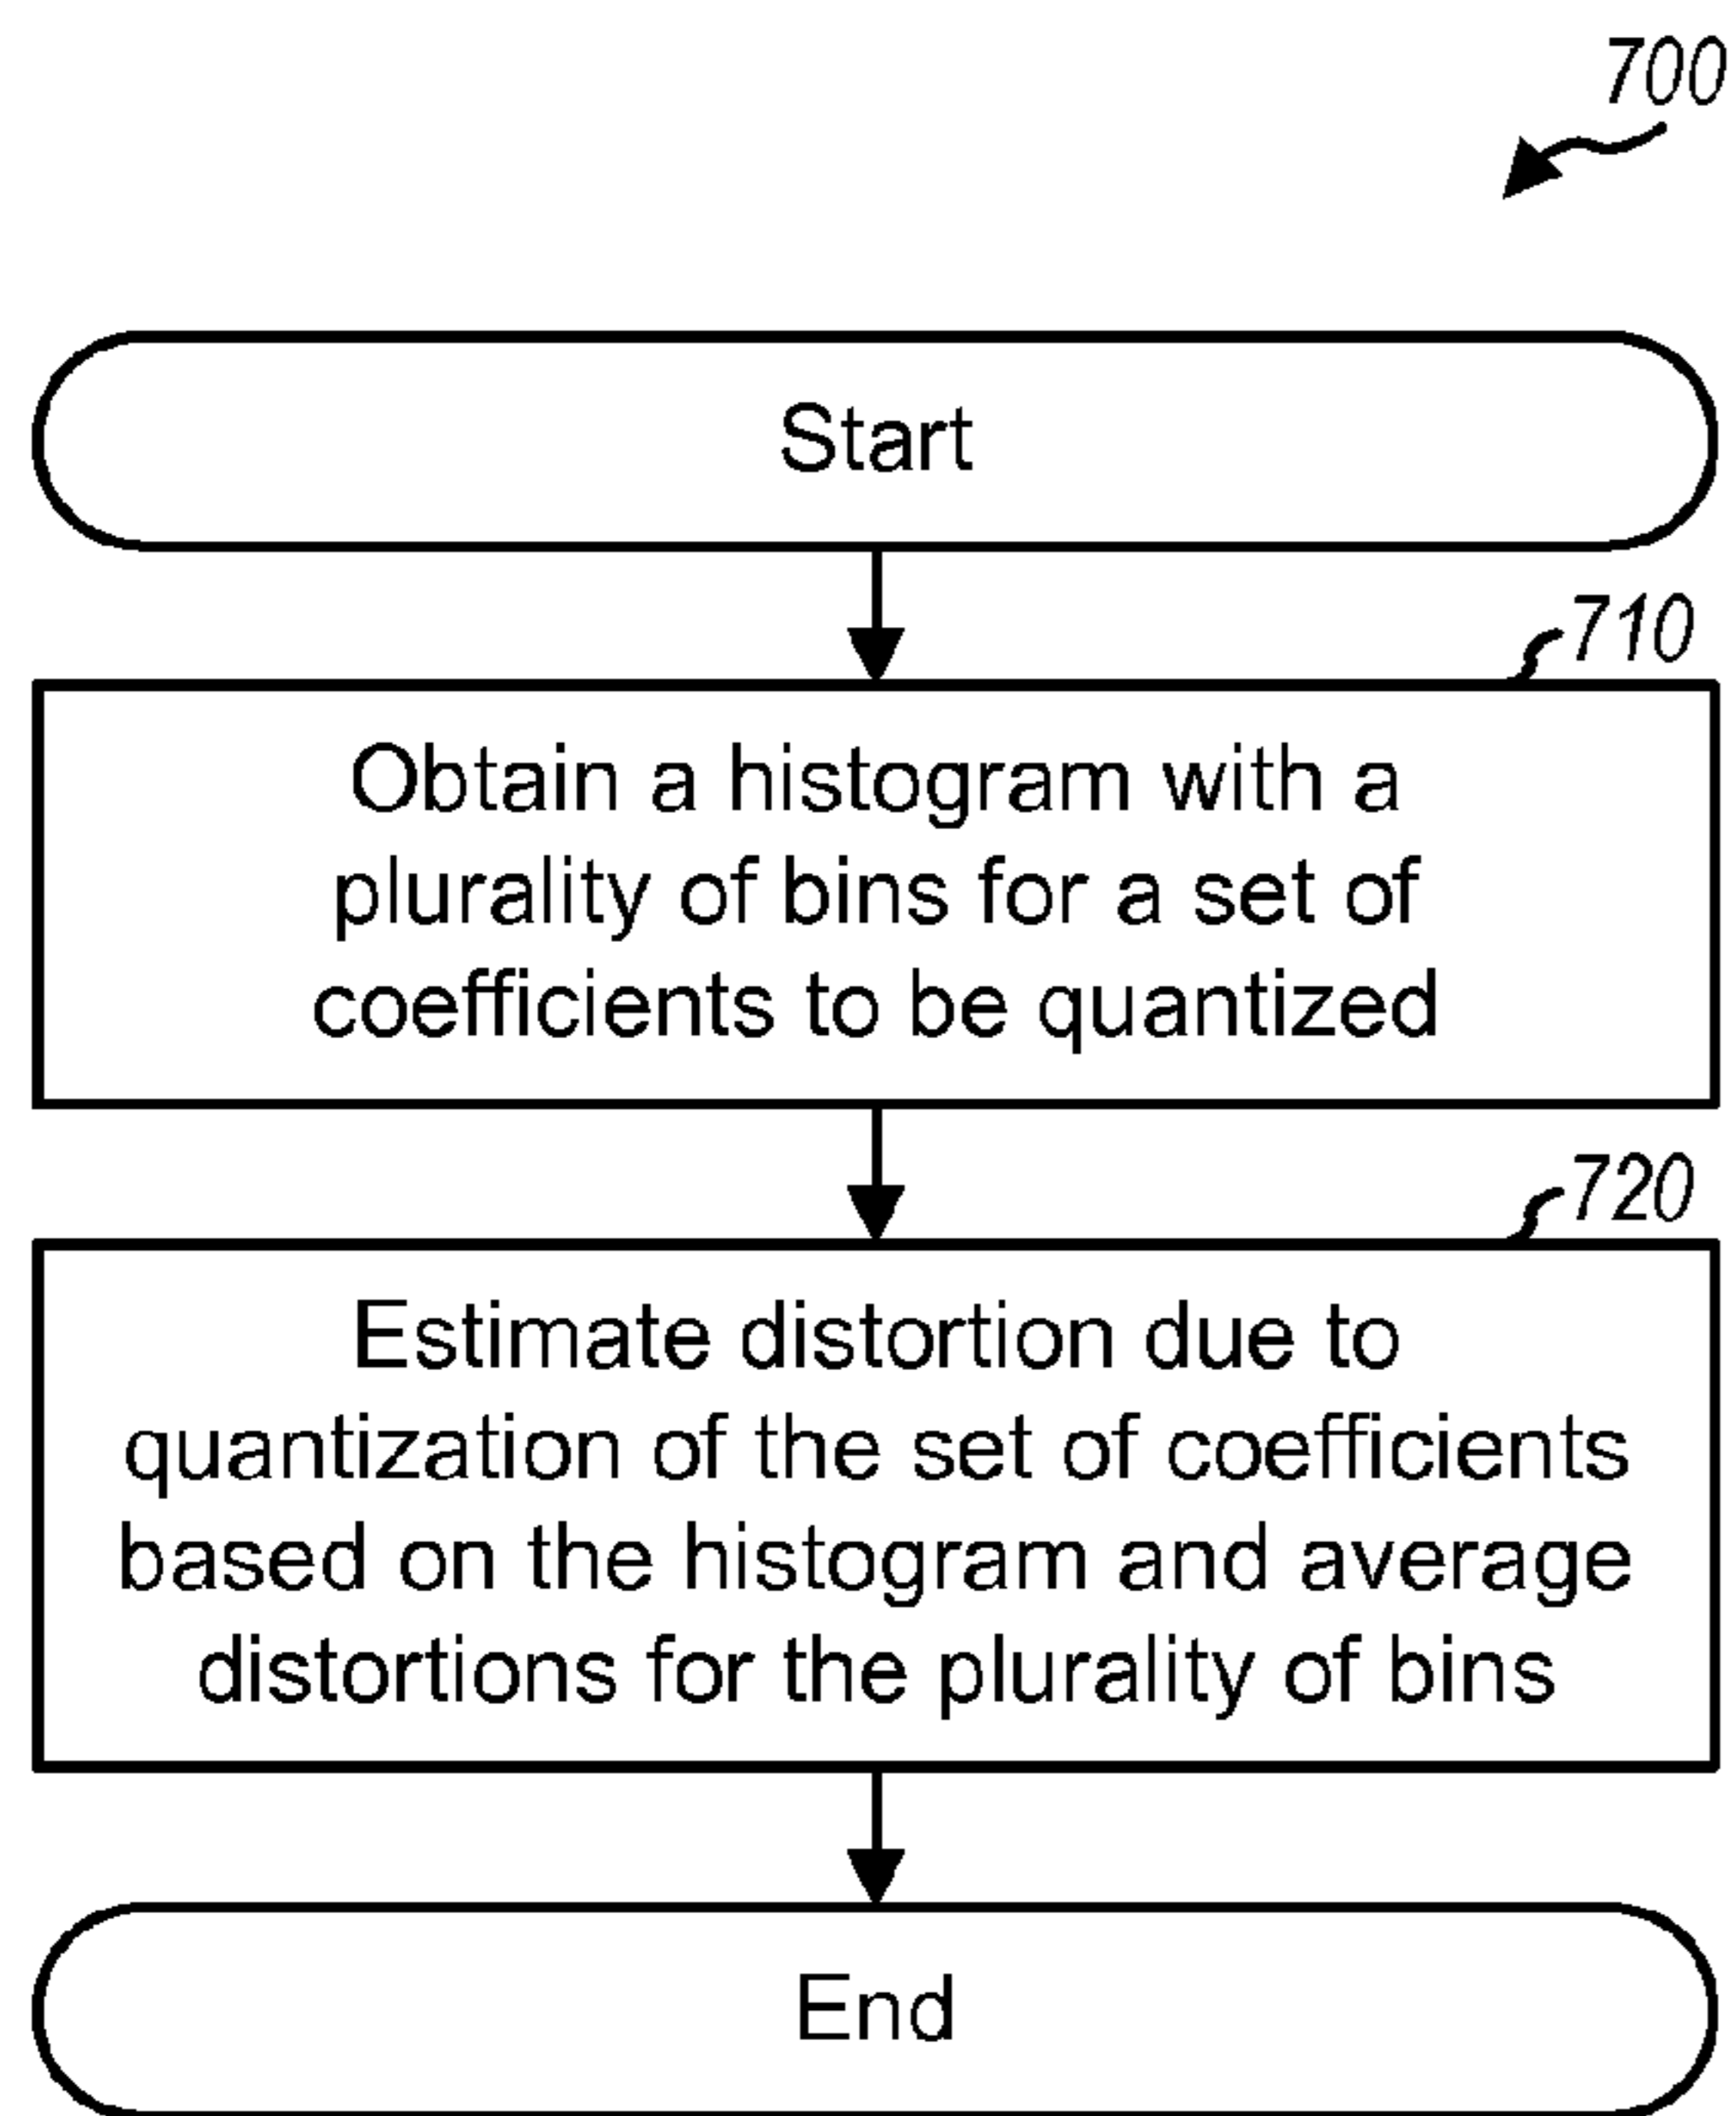 700
Start
710
Obtain a histogram with a
plurality of bins for a set of
coefficients to be quantized
720
Estimate distortion due to
quantization of the set of coefficients
based on the histogram and average
distortions for the plurality of bins
End